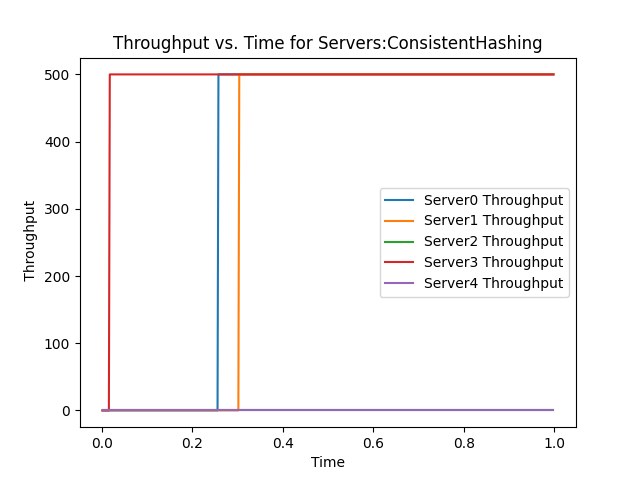 Throughput vs. Time for Servers:ConsistentHashing
500
400
300
200
100
0
Throughput
Server0 Throughput
Server1 Throughput
Server2 Throughput
Server3 Throughput
Server4 Throughput
0.0 0.2 0.4 0.6 0.8 1.0
Time